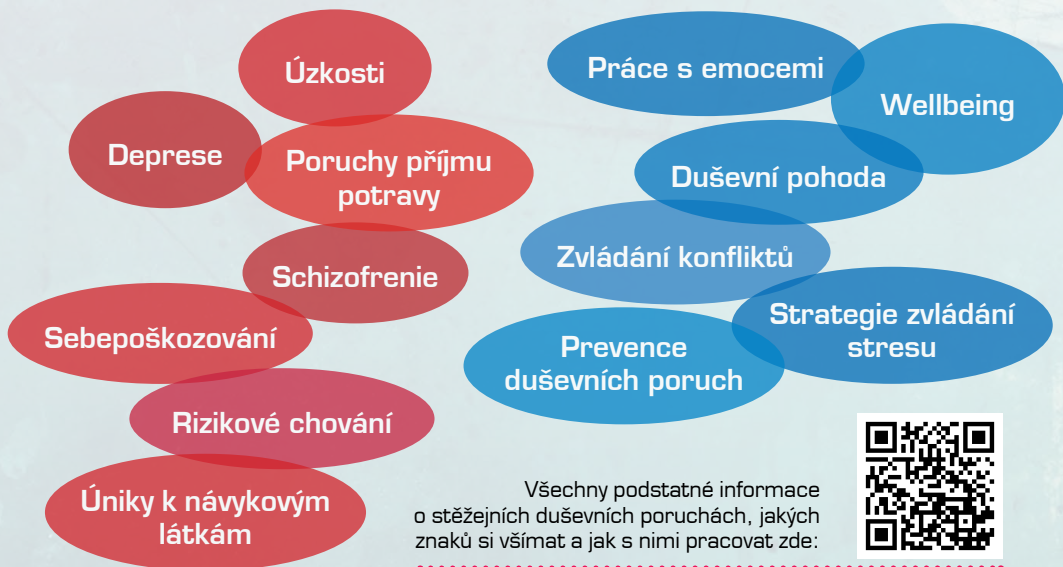 Úzkosti
Deprese
Poruchy příjmu
potravy
Schizofrenie
Sebepoškozování
Rizikové chování
Úniky k návykovým
látkám
Práce s emocemi
Wellbeing
Duševní pohoda
Zvládání konfliktů
Strategie zvládání
stresu
Prevence
duševních poruch
Všechny podstatné informace
o stěžejních duševních poruchách, jakých
znaků si všímat a jak s nimi pracovat zde: